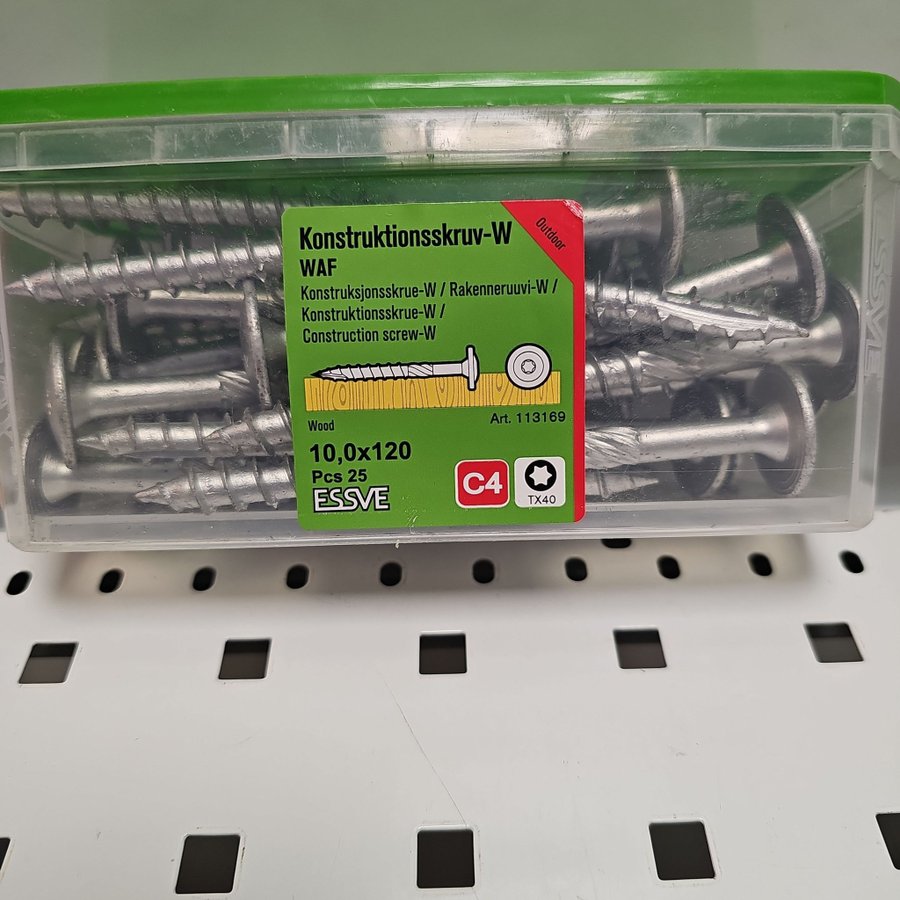 Konstruktionsskruv-W
Outdoor
WAF
Konstruksjonsskrue-W / Rakenneruuvi-W /
Konstruktionsskrue-W /
Construction screw-W
Wood
Art. 113169
10,0x120
Pcs 25
ESSVE
C4
TX40
ESSVE